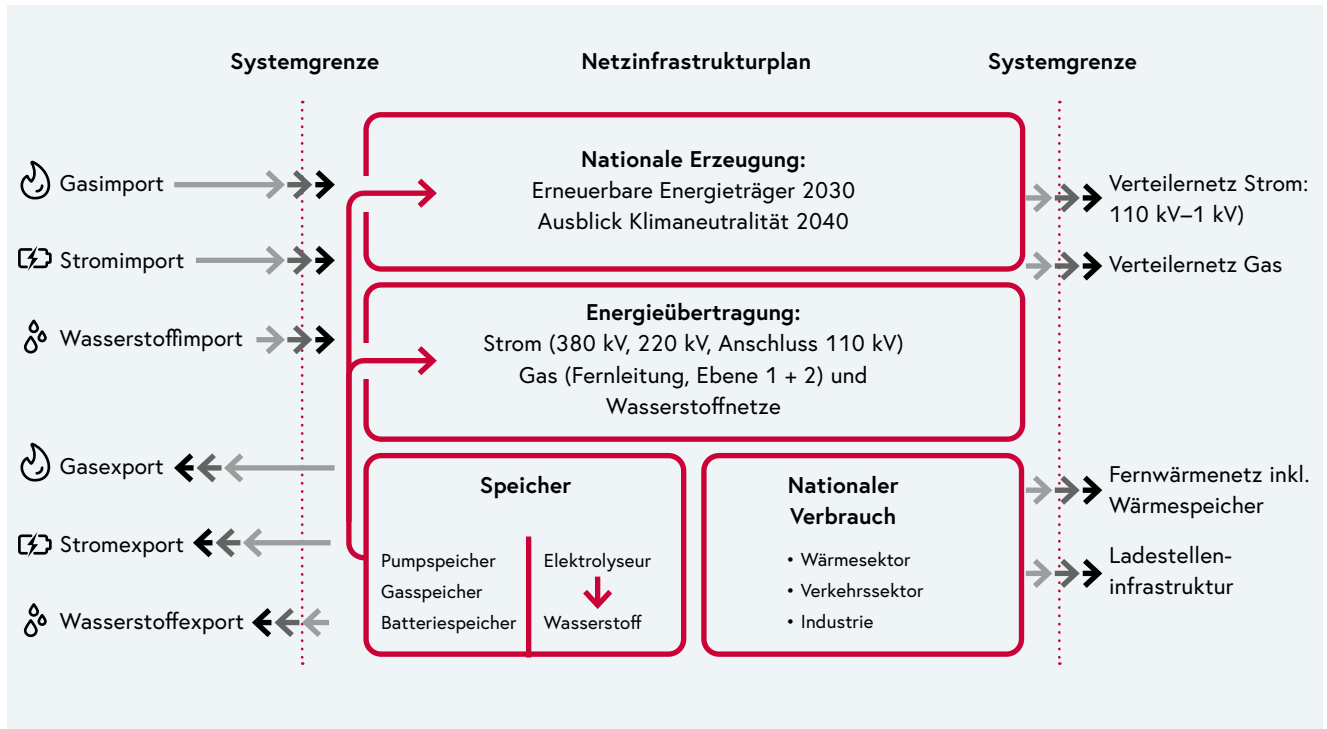 Systemgrenze
Netzinfrastrukturplan
Systemgrenze
Gasimport
Stromimport
Wasserstoffimport
Gasexport
Stromexport
Wasserstoffexport
Nationale Erzeugung:
Erneuerbare Energieträger 2030
Ausblick Klimaneutralität 2040
Energieübertragung:
Strom (380 kV, 220 kV, Anschluss 110 kV)
Gas (Fernleitung, Ebene 1 + 2) und
Wasserstoffnetze
Speicher
Pumpspeicher
Gasspeicher
Batteriespeicher
Elektrolyseur
Wasserstoff
Nationaler
Verbrauch
• Wärmesektor
• Verkehrssektor
• Industrie
Verteilernetz Strom:
110 kV–1 kV)
Verteilernetz Gas
Fernwärmenetz inkl.
Wärmespeicher
Ladestellen-
infrastruktur